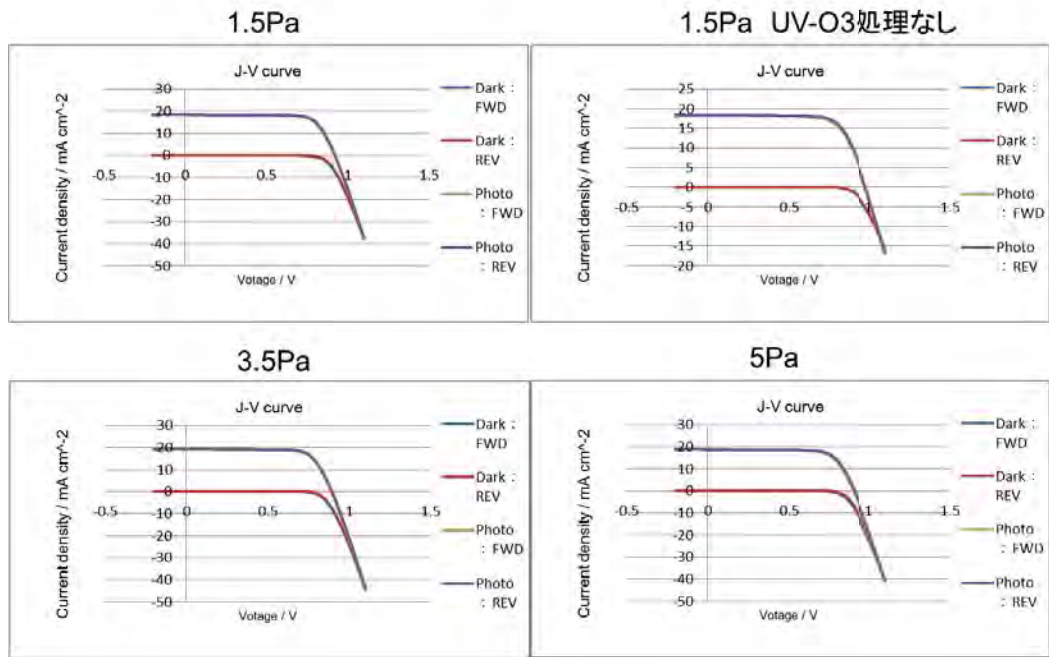 1.5Pa
J-V curve
Current density / mA cm^-2
30
20
10
0
-10
-20
-30
-40
-50
-0.5
0
0.5
1
1.5
Votage / V
Dark：
FWD
Dark：
REV
Photo
：FWD
Photo
：REV
1.5Pa UV-O3処理なし
J-V curve
Current density / mA cm^-2
25
20
15
10
5
0
-5
-10
-15
-20
-0.5
0
0.5
1
1.5
Votage / V
Dark：
FWD
Dark：
REV
Photo
：FWD
Photo
：REV
3.5Pa
J-V curve
Current density / mA cm^-2
30
20
10
0
-10
-20
-30
-40
-50
-0.5
0
0.5
1
1.5
Votage / V
Dark：
FWD
Dark：
REV
Photo
：FWD
Photo
：REV
5Pa
J-V curve
Current density / mA cm^-2
30
20
10
0
-10
-20
-30
-40
-50
-0.5
0
0.5
1
1.5
Votage / V
Dark：
FWD
Dark：
REV
Photo
：FWD
Photo
：REV